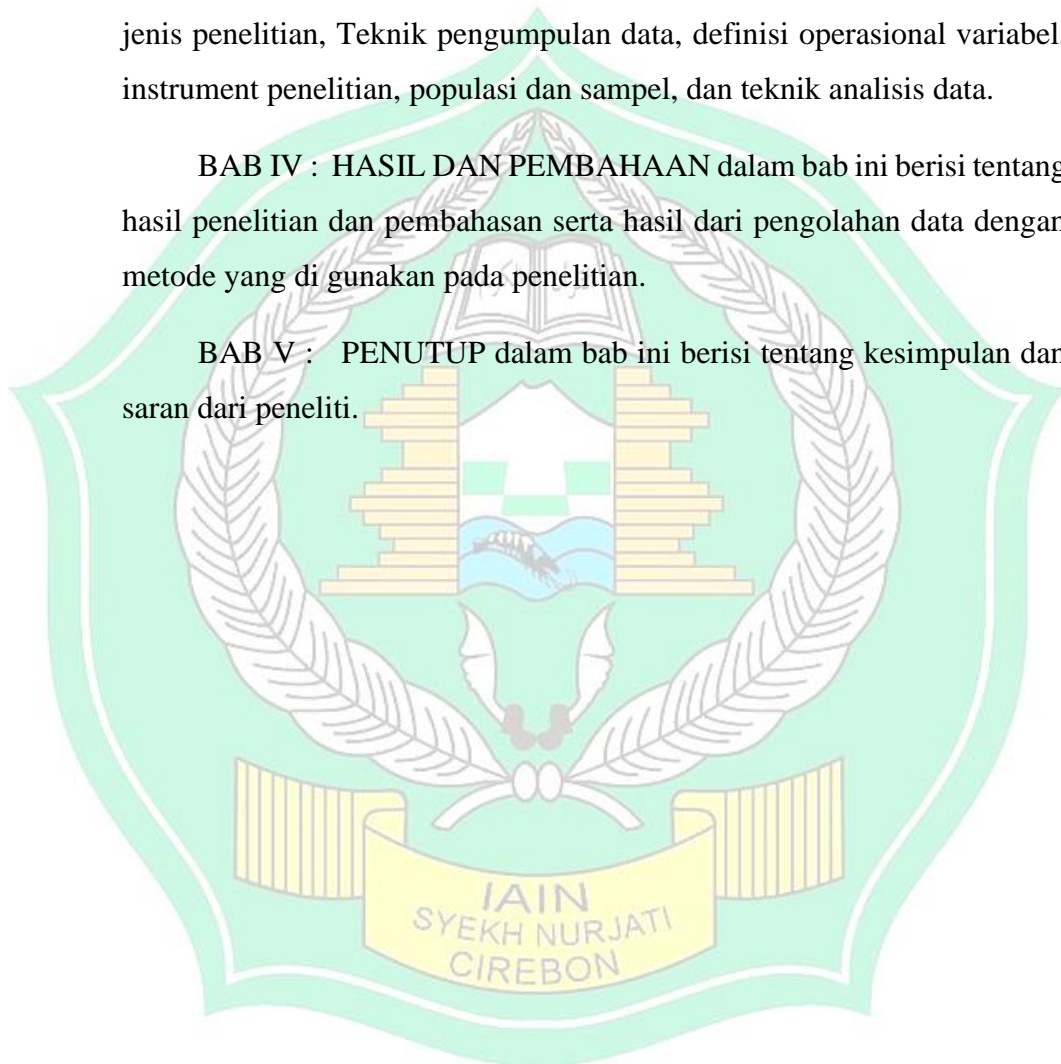 jenis penelitian, Teknik pengumpulan data, definisi operasional variabel,
instrument penelitian, populasi dan sampel, dan teknik analisis data.
BAB IV : HASIL DAN PEMBAHAAN dalam bab ini berisi tentang
hasil penelitian dan pembahasan serta hasil dari pengolahan data dengan
metode yang di gunakan pada penelitian.
BAB V : PENUTUP dalam bab ini berisi tentang kesimpulan dan
saran dari peneliti.
IAIN
SYEKH NURJATI
CIREBON